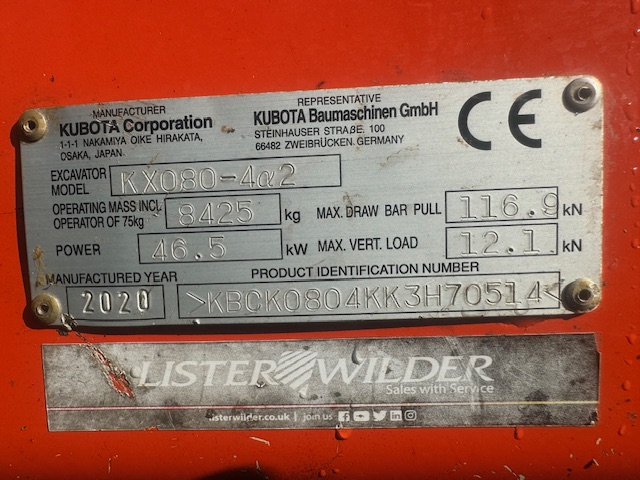 MANUFACTURER
KUBOTA Corporation
1-1-1 NAKAMIYA OIKE HIRAKATA,
OSAKA, JAPAN
REPRESENTATIVE
KUBOTA Baumaschinen GmbH
STEINHAUSER STRAßE. 100
66482 ZWEIBRÜCKEN.GERMANY
CE
EXCAVATOR MODEL KX080-4α2
OPERATING MASS INCL. OPERATOR OF 75kg 8425 kg
MAX. DRAW BAR PULL 116.9 kN
POWER 46.5 kW
MAX. VERT. LOAD 12.1 kN
MANUFACTURED YEAR
2020
PRODUCT IDENTIFICATION NUMBER
>KBCK0804KK3H70514<
LISTER WILDER
Sales with Service
listerwilder.co.uk | join us